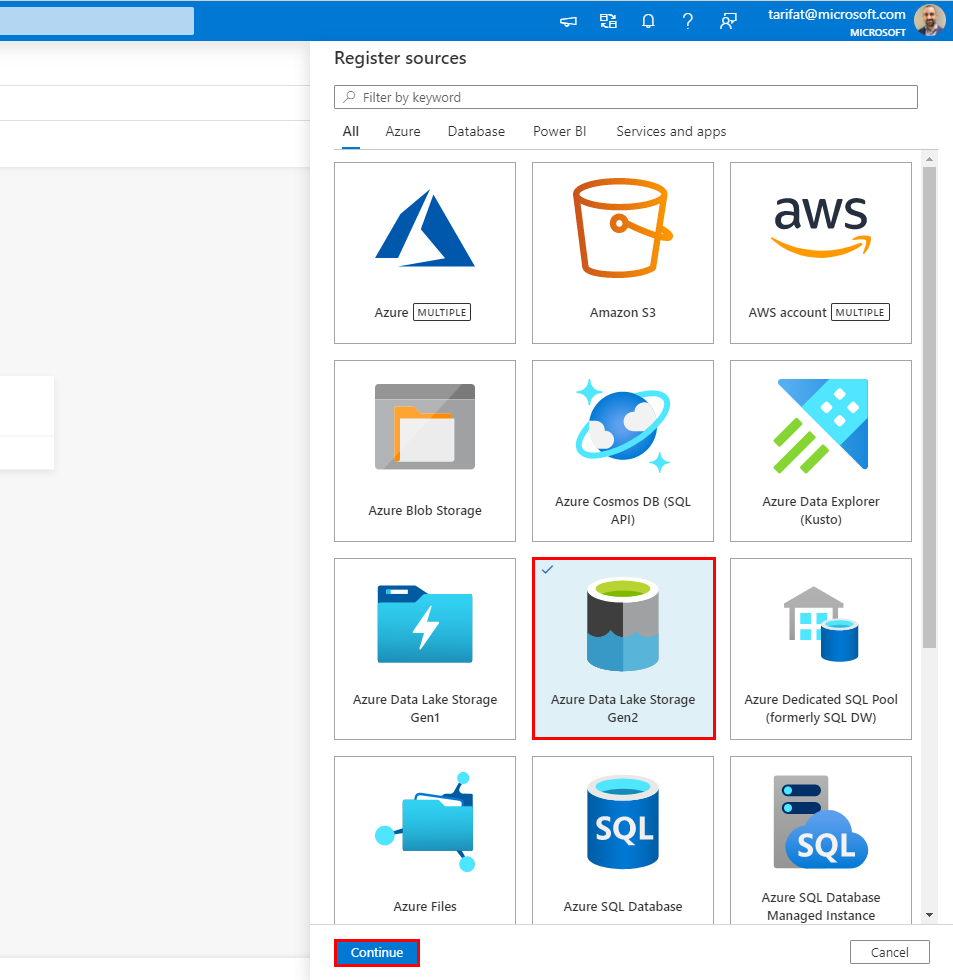 tarifat@microsoft.com
MICROSOFT
Register sources
Filter by keyword
All Azure Database Power BI Services and apps
aws
Azure MULTIPLE
Amazon S3
AWS account MULTIPLE
Azure Blob Storage
Azure Cosmos DB (SQL
API)
Azure Data Explorer
(Kusto)
Azure Data Lake Storage
Gen1
Azure Data Lake Storage
Gen2
Azure Dedicated SQL Pool
(formerly SQL DW)
SQL
SQL
Azure Files
Azure SQL Database
Azure SQL Database
Managed Instance
Continue
Cancel